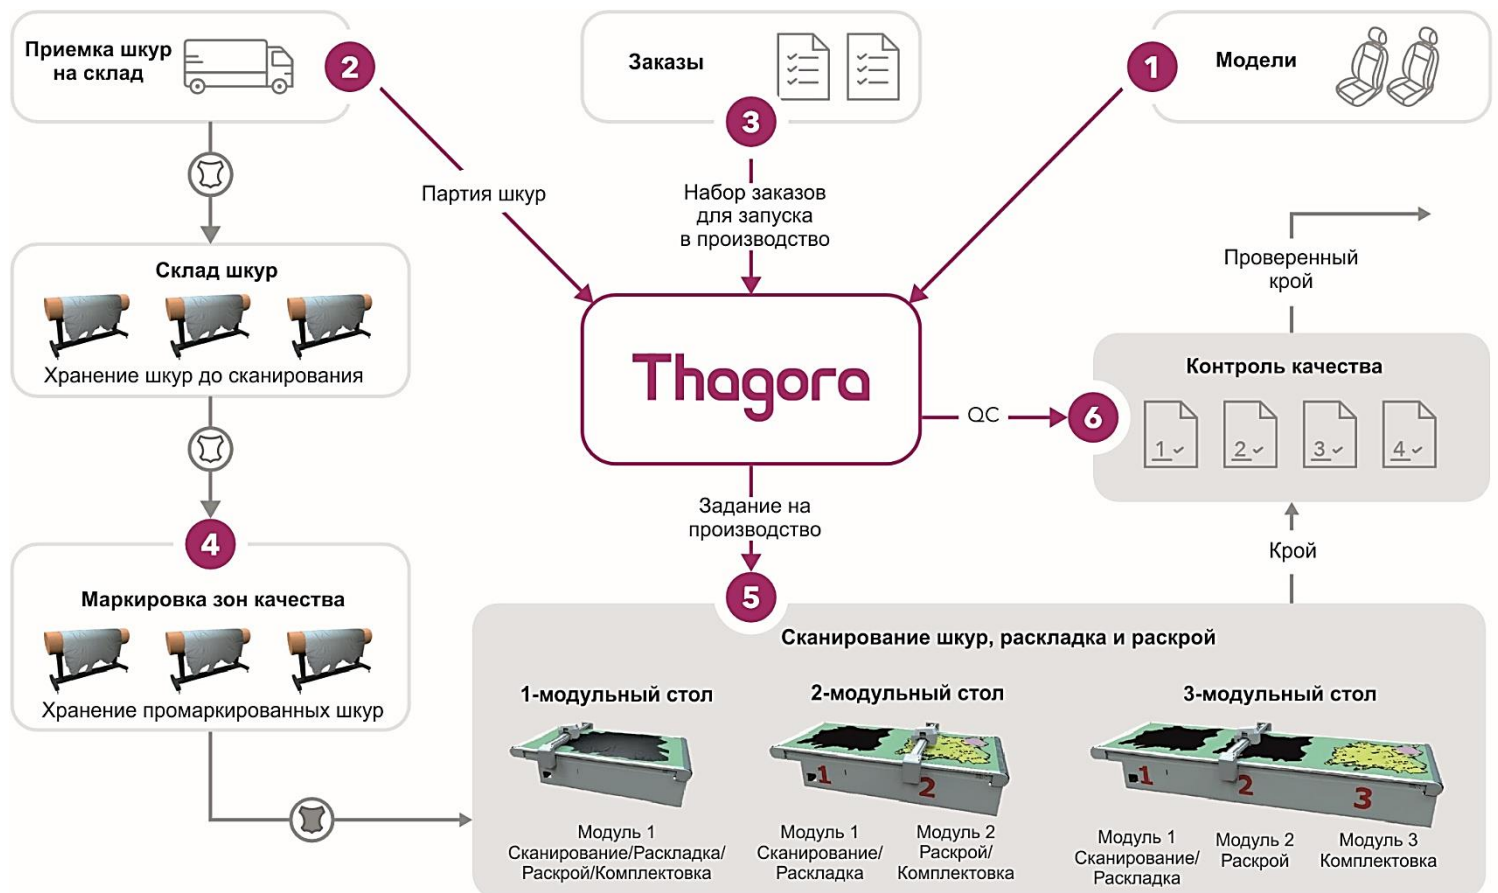 Приемка шкур
на склад
2
Заказы
3
1
Модели
Партия шкур
Набор заказов
для запуска
в производство
Проверенный
крой
Склад шкур
Хранение шкур до сканирования
Thagora
QC
6
Контроль качества
1
2
3
4
Задание на
производство
Крой
4
Маркировка зон качества
Хранение промаркированных шкур
5
Сканирование шкур, раскладка и раскрой
1-модульный стол
2-модульный стол
3-модульный стол
1
2
1
2
3
Модуль 1
Сканирование/Раскладка/
Раскрой/Комплектовка
Модуль 1
Сканирование/
Раскладка
Модуль 2
Раскрой/
Комплектовка
Модуль 1
Сканирование/
Раскладка
Модуль 2
Раскрой
Модуль 3
Комплектовка